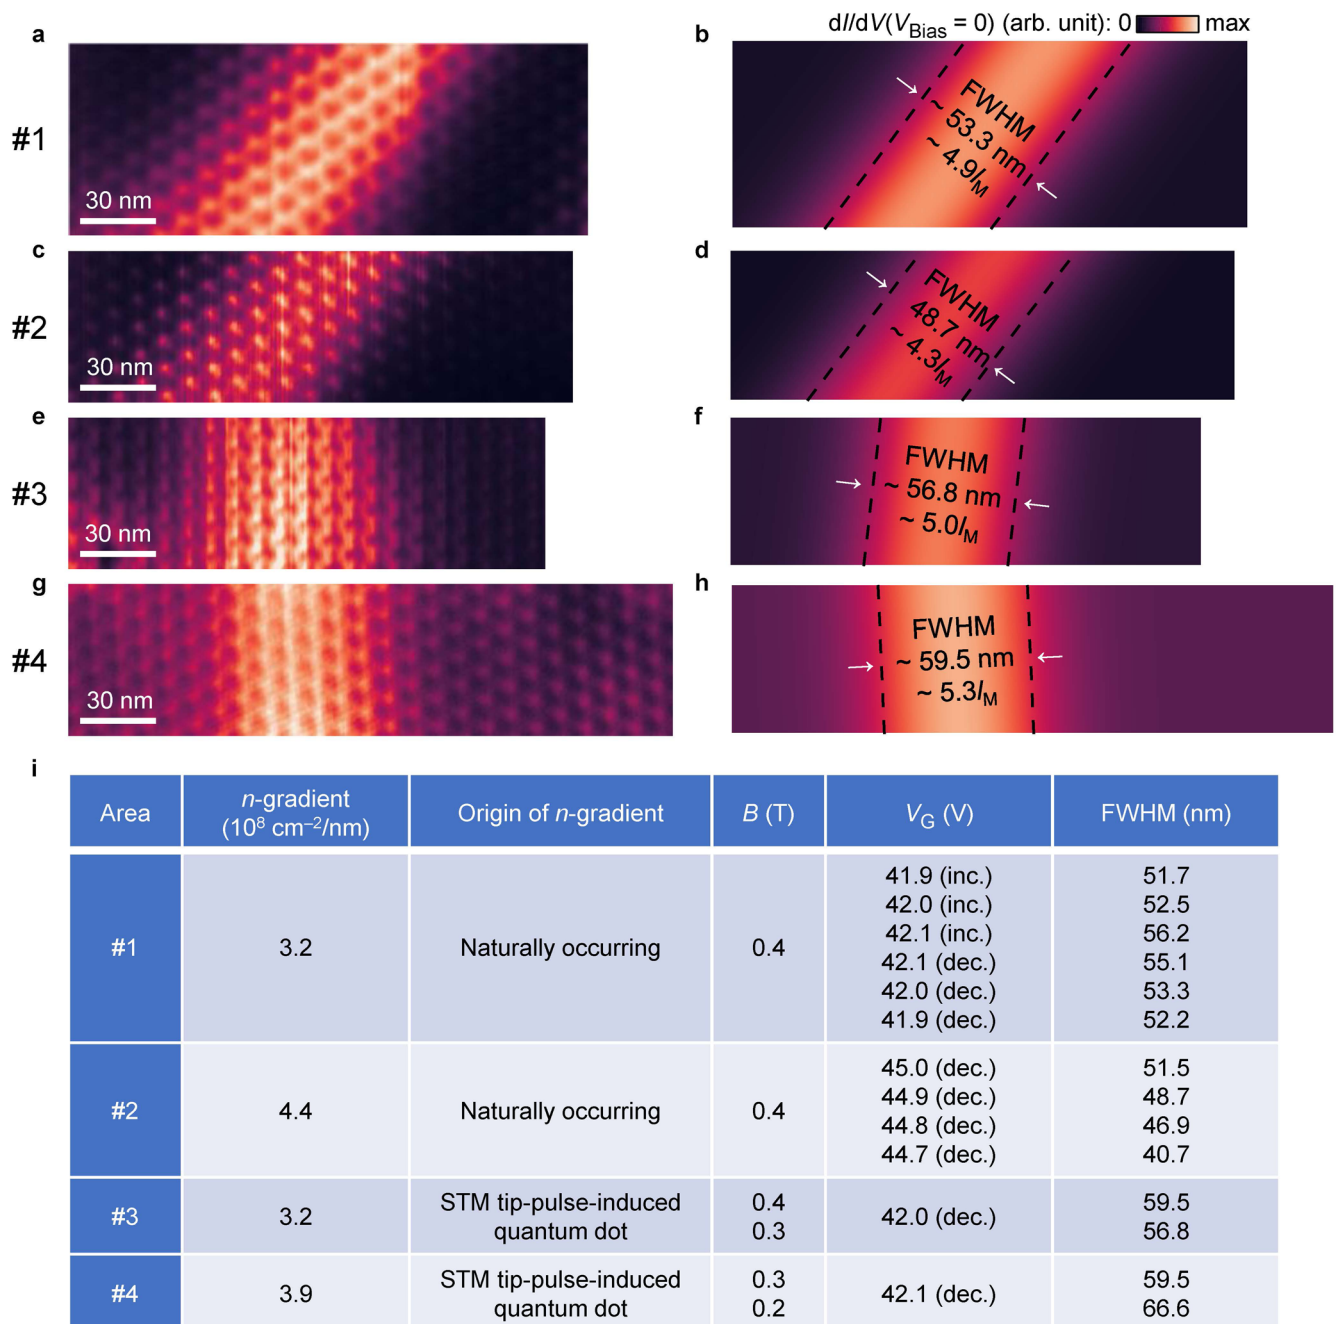 a
b
dI/dV(V_Bias = 0) (arb. unit): 0 max
#1
30 nm
FWHM
~ 53.3 nm
~ 4.9l_M
c
d
#2
30 nm
FWHM
48.7 nm
~ 4.3l_M
e
f
#3
30 nm
FWHM
~ 56.8 nm
~ 5.0l_M
g
h
#4
30 nm
FWHM
~ 59.5 nm
~ 5.3l_M
i
Area
n-gradient
(10⁸ cm⁻²/nm)
Origin of n-gradient
B (T)
V_G (V)
FWHM (nm)
#1
3.2
Naturally occurring
0.4
41.9 (inc.) 51.7
42.0 (inc.) 52.5
42.1 (inc.) 56.2
42.1 (dec.) 55.1
42.0 (dec.) 53.3
41.9 (dec.) 52.2
#2
4.4
Naturally occurring
0.4
45.0 (dec.) 51.5
44.9 (dec.) 48.7
44.8 (dec.) 46.9
44.7 (dec.) 40.7
#3
3.2
STM tip-pulse-induced
quantum dot
0.4
0.3
42.0 (dec.)
59.5
56.8
#4
3.9
STM tip-pulse-induced
quantum dot
0.3
0.2
42.1 (dec.)
59.5
66.6